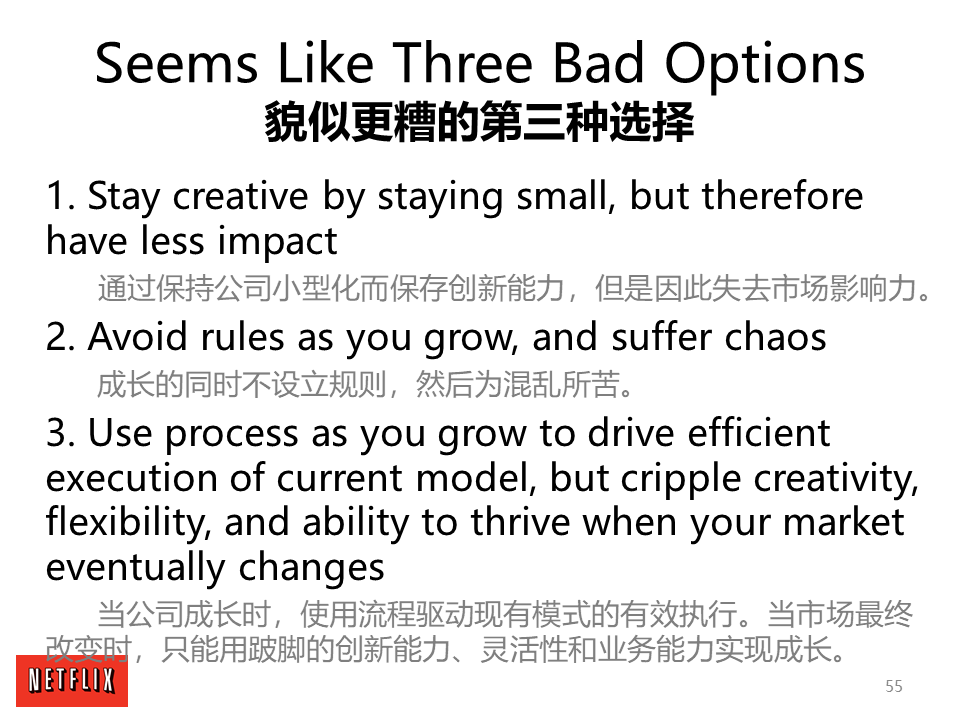 Seems Like Three Bad Options
貌似更糟的第三种选择
1. Stay creative by staying small, but therefore
have less impact
通过保持公司小型化而保存创新能力，但是因此失去市场影响力。
2. Avoid rules as you grow, and suffer chaos
成长的同时不设立规则，然后为混乱所苦。
3. Use process as you grow to drive efficient
execution of current model, but cripple creativity,
flexibility, and ability to thrive when your market
eventually changes
当公司成长时，使用流程驱动现有模式的有效执行。当市场最终
改变时，只能用跛脚的创新能力、灵活性和业务能力实现成长。
NETFLIX
55